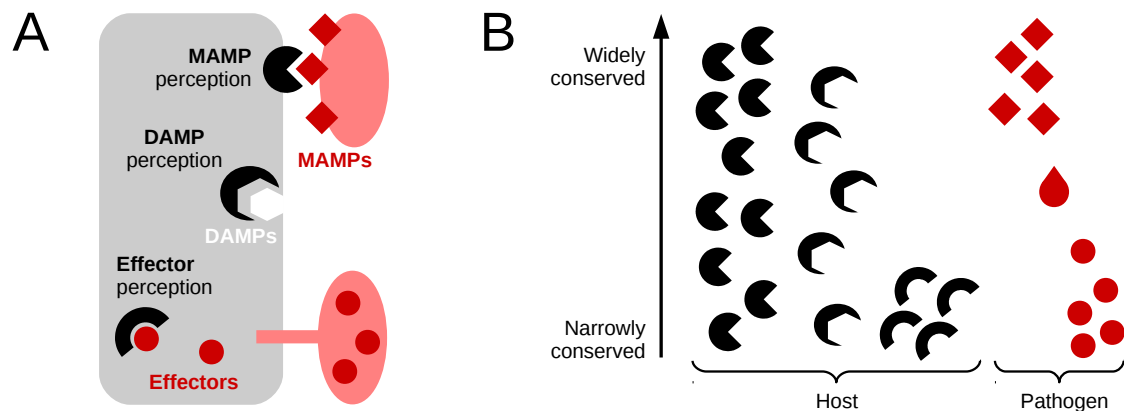 A
MAMP
perception
MAMPs
DAMP
perception
DAMPs
Effector
perception
Effectors
B
Widely
conserved
Narrowly
conserved
Host
Pathogen